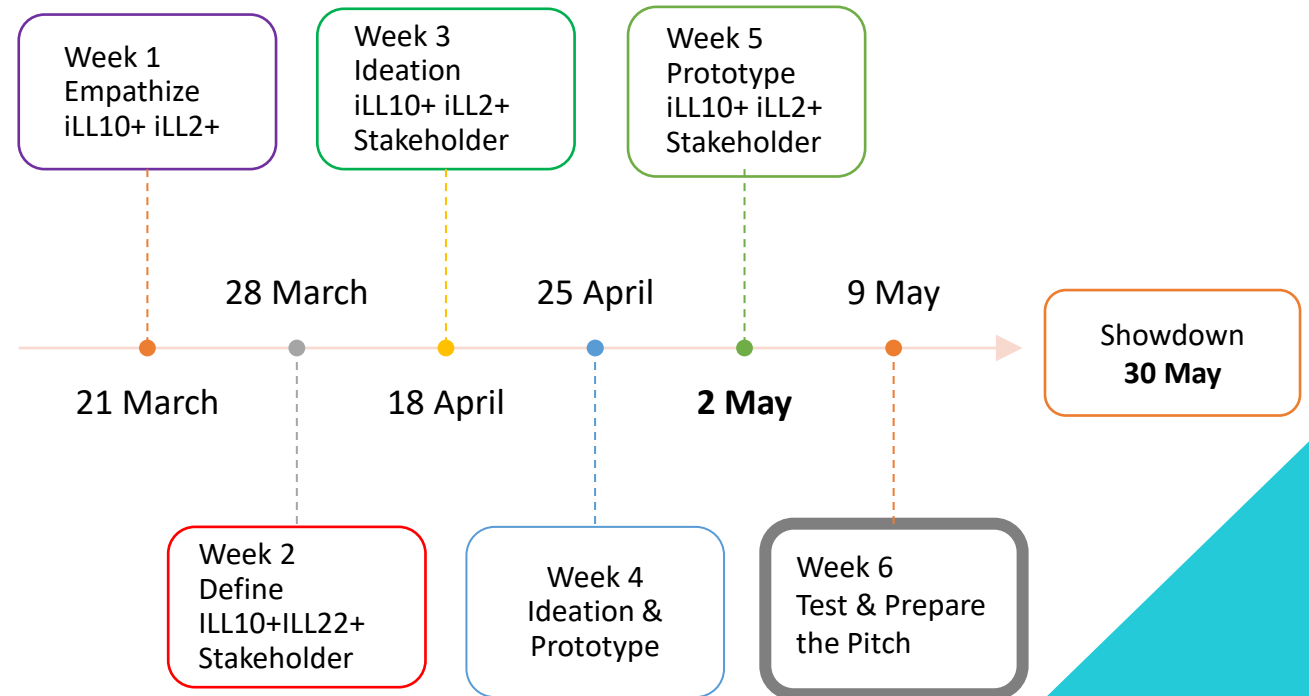 Week 1
Empathize
iLL10+ iLL2+
Week 3
Ideation
iLL10+ iLL2+
Stakeholder
Week 5
Prototype
iLL10+ iLL2+
Stakeholder
28 March
25 April
9 May
21 March
18 April
2 May
Showdown
30 May
Week 2
Define
ILL10+ILL22+
Stakeholder
Week 4
Ideation &
Prototype
Week 6
Test & Prepare
the Pitch